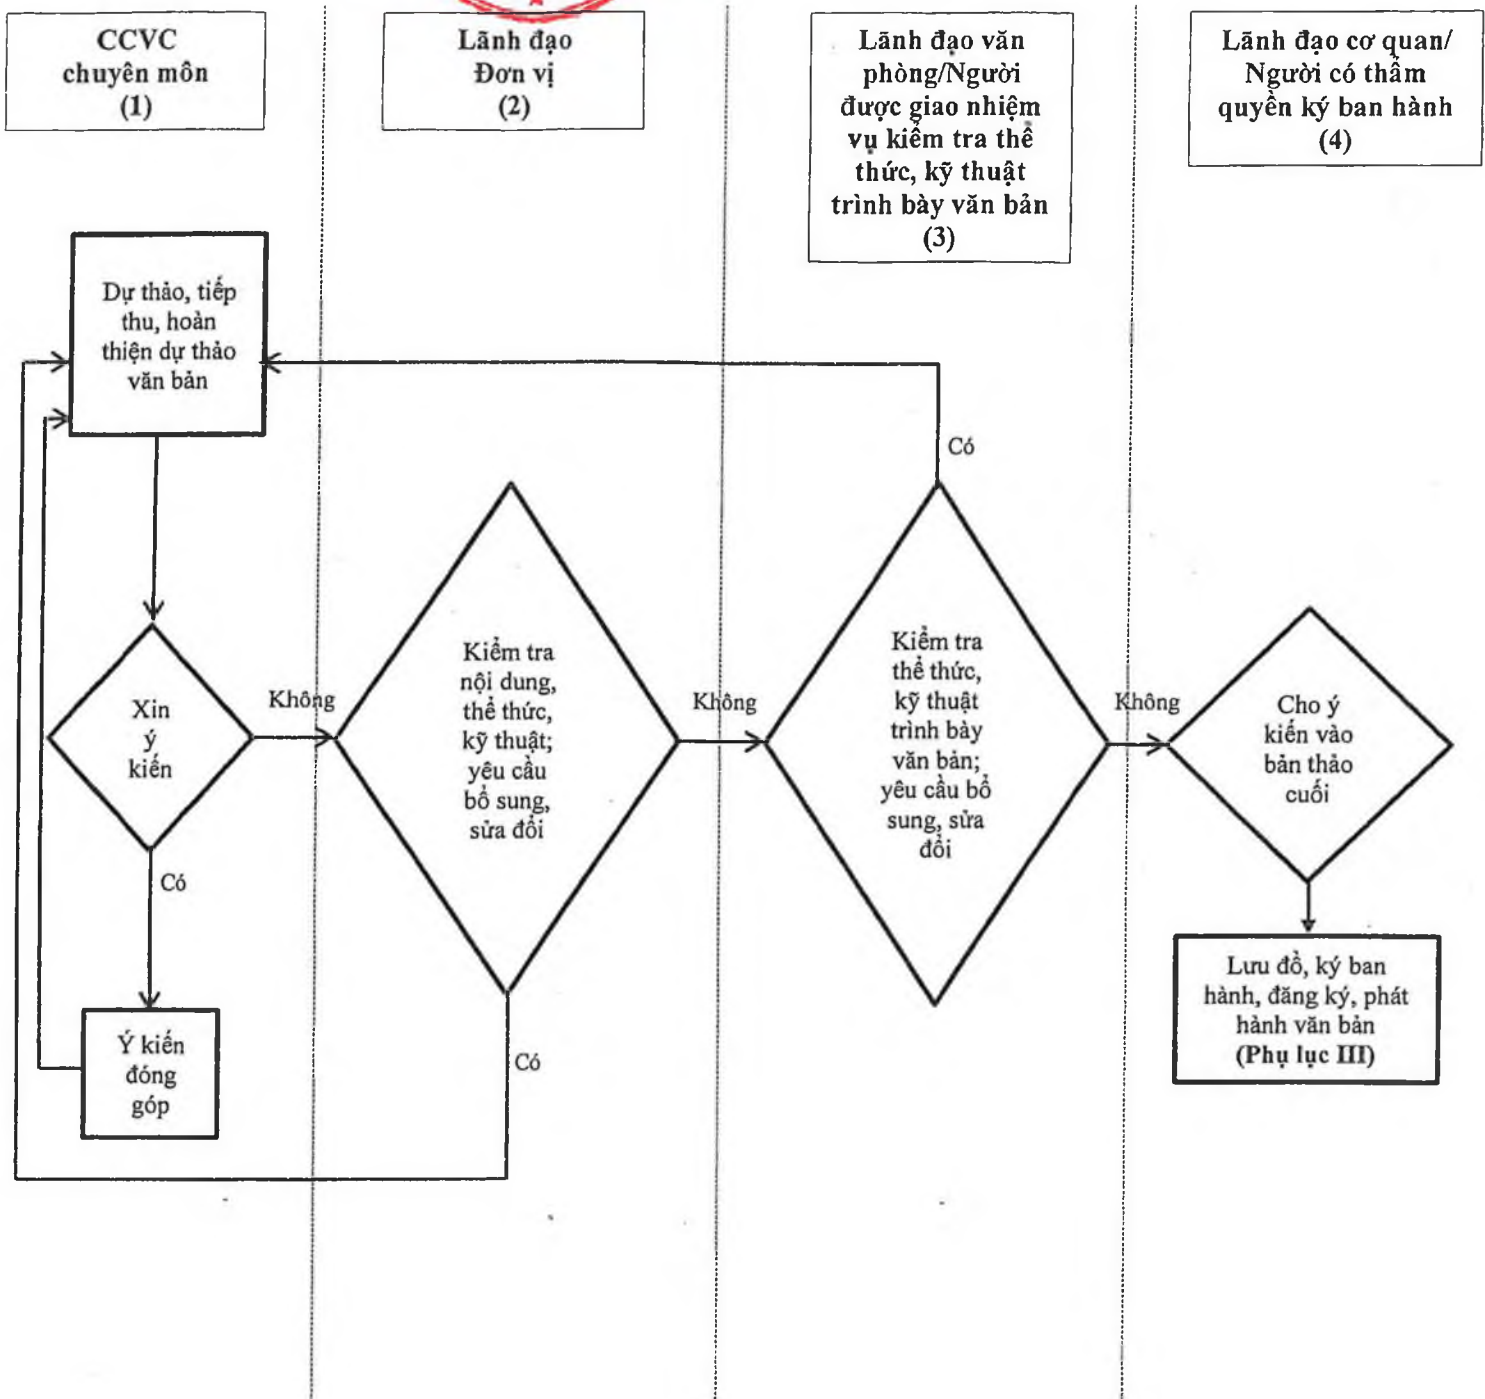 CCVC
chuyên môn
(1)
Lãnh đạo
Đơn vị
(2)
Lãnh đạo văn
phòng/Người
được giao nhiệm
vụ kiểm tra thể
thức, kỹ thuật
trình bày văn bản
(3)
Lãnh đạo cơ quan/
Người có thẩm
quyền ký ban hành
(4)
Dự thảo, tiếp
thu, hoàn
thiện dự thảo
văn bản
Có
Xin
ý
kiến
Không
Kiểm tra
nội dung,
thể thức,
kỹ thuật;
yêu cầu
bổ sung,
sửa đổi
Không
Kiểm tra
thể thức,
kỹ thuật
trình bày
văn bản;
yêu cầu bổ
sung, sửa
đổi
Không
Cho ý
kiến vào
bản thảo
cuối
Có
Ý kiến
đóng
góp
Có
Lưu đồ, ký ban
hành, đăng ký, phát
hành văn bản
(Phụ lục III)